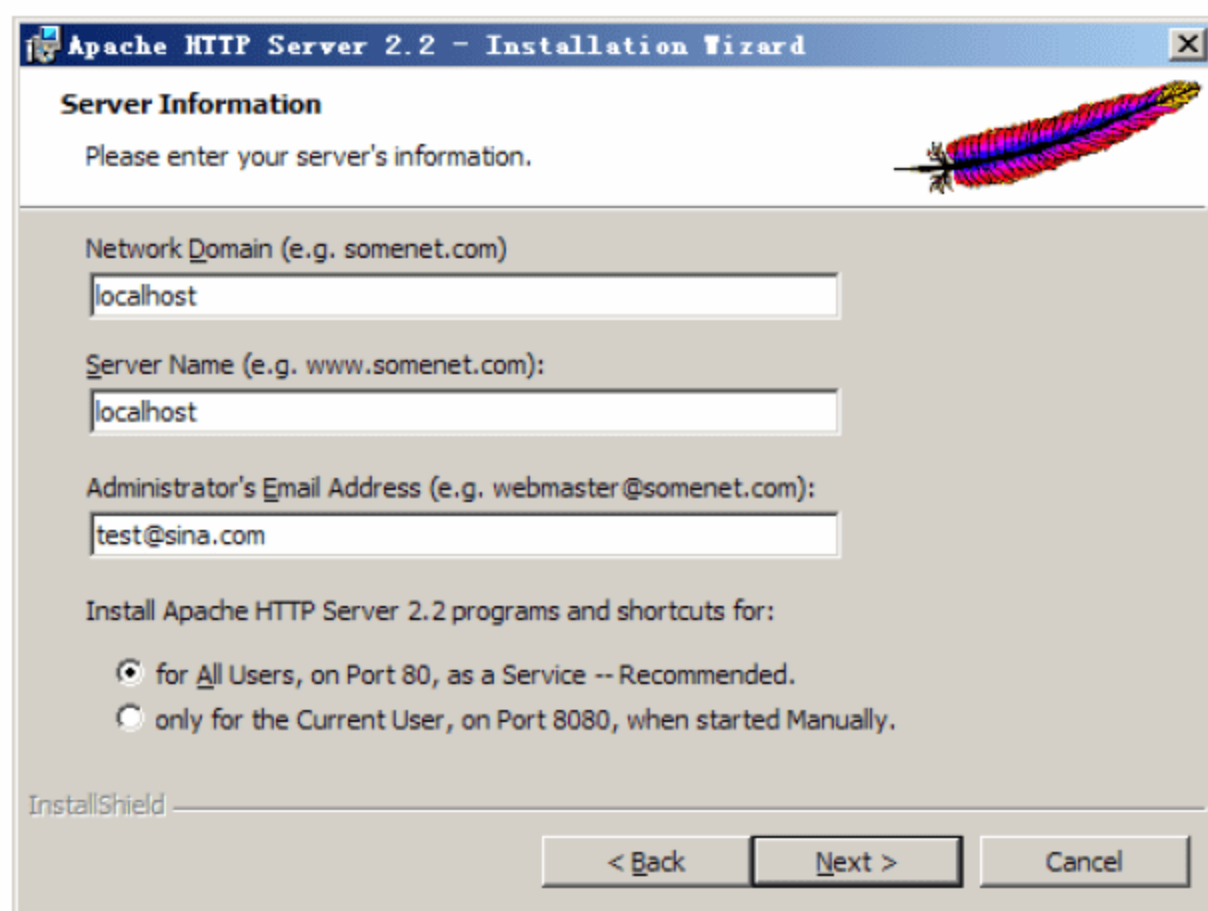 Apache HTTP Server 2.2 - Installation Wizard
Server Information
Please enter your server's information.
Network Domain (e.g. somenet.com)
localhost
Server Name (e.g. www.somenet.com):
localhost
Administrator's Email Address (e.g. webmaster@somenet.com):
test@sina.com
Install Apache HTTP Server 2.2 programs and shortcuts for:
for All Users, on Port 80, as a Service -- Recommended.
only for the Current User, on Port 8080, when started Manually.
InstallShield
< Back Next > Cancel